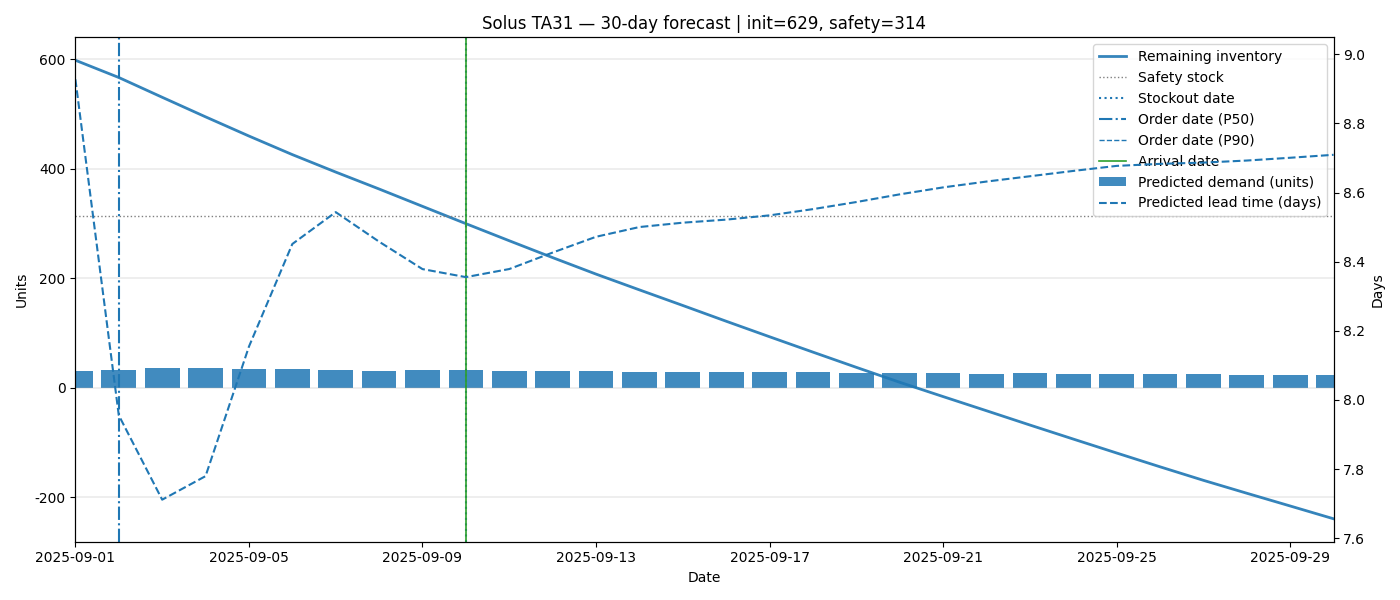 Solus TA31 — 30-day forecast | init=629, safety=314
Units
600
400
200
0
-200
9.0
8.8
8.6
8.4
8.2
8.0
7.8
7.6
Days
Remaining inventory
Safety stock
Stockout date
Order date (P50)
Order date (P90)
Arrival date
Predicted demand (units)
Predicted lead time (days)
2025-09-01 2025-09-05 2025-09-09 2025-09-13 2025-09-17 2025-09-21 2025-09-25 2025-09-29
Date